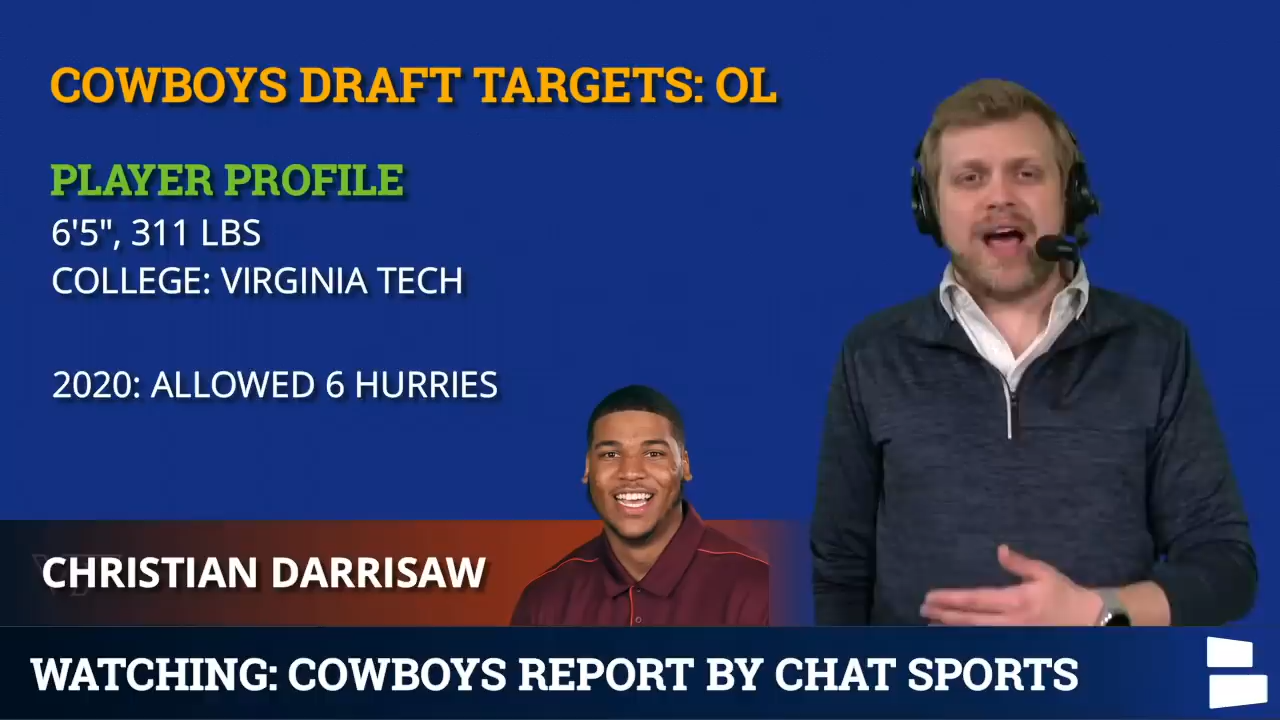 COWBOYS DRAFT TARGETS: OL
PLAYER PROFILE
6'5", 311 LBS
COLLEGE: VIRGINIA TECH
2020: ALLOWED 6 HURRIES
CHRISTIAN DARRISAW
WATCHING: COWBOYS REPORT BY CHAT SPORTS